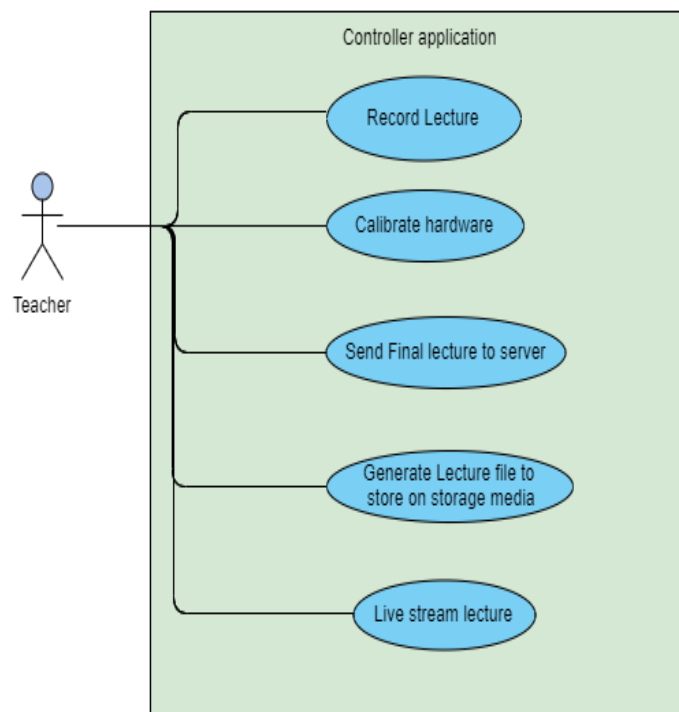 Controller application
Record Lecture
Calibrate hardware
Teacher
Send Final lecture to server
Generate Lecture file to
store on storage media
Live stream lecture